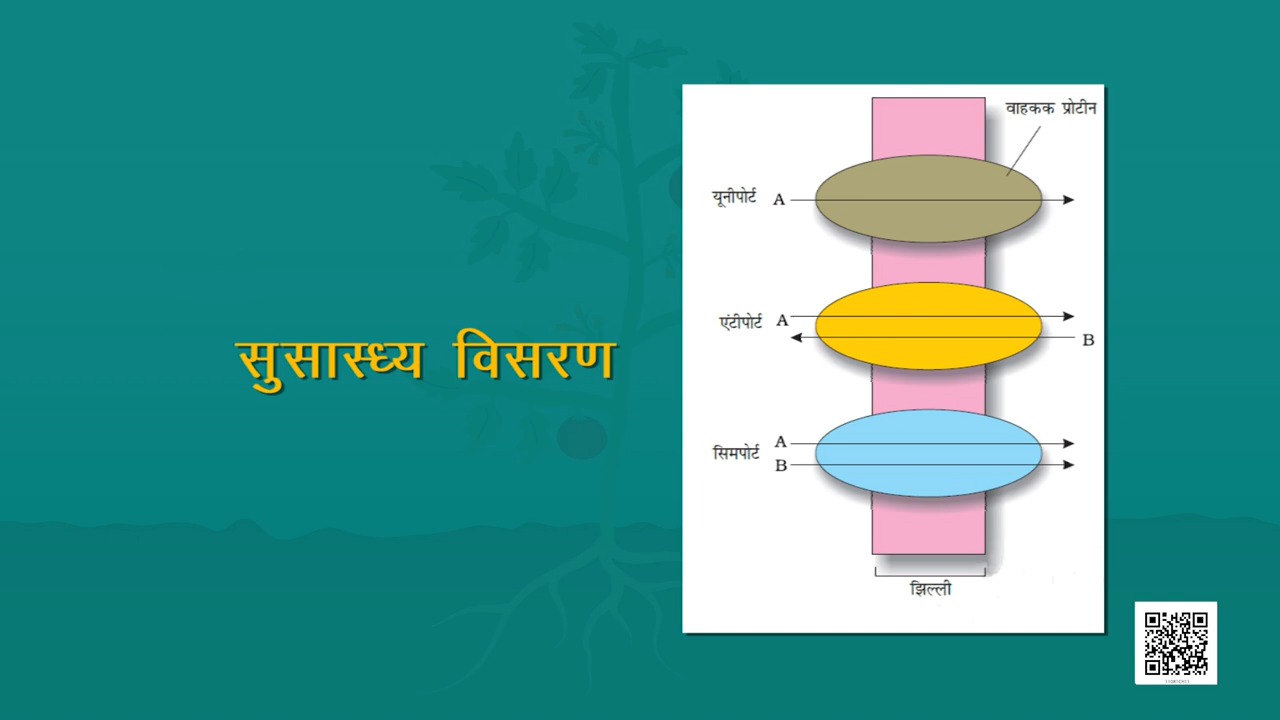 सुसाध्य विसरण
वाहकक प्रोटीन
यूनीपोर्ट A
एंटीपोर्ट A
B
सिमपोर्ट A
B
झिल्ली